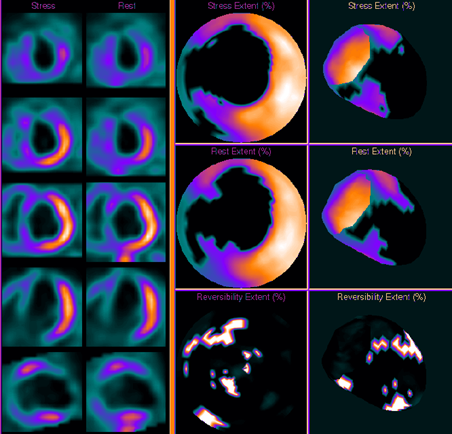 Stress Rest Stress Extent (%) Stress Extent (%)
Rest Extent (%) Rest Extent (%)
Reversibility Extent (%) Reversibility Extent (%)